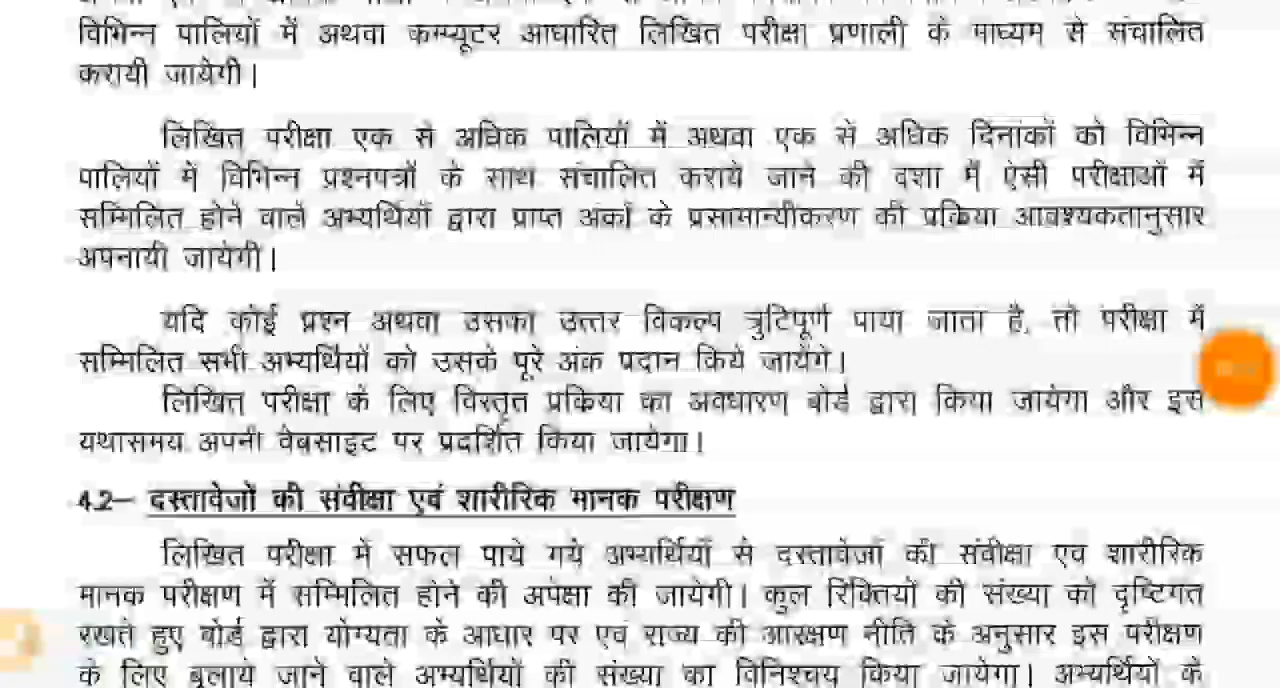 विभिन्न पालियों में अथवा कम्प्यूटर आधारित लिखित परीक्षा प्रणाली के माध्यम से संचालित
करायी जायेगी।
लिखित परीक्षा एक से अधिक पालियों में अथवा एक से अधिक दिनांकों को विभिन्न
पालियों में विभिन्न प्रश्नपत्रों के साथ संचालित कराये जाने की दशा में ऐसी परीक्षाओं में
सम्मिलित होने वाले अभ्यर्थियों द्वारा प्राप्त अंकों के प्रसामान्यीकरण की प्रक्रिया आवश्यकतानुसार
अपनायी जायेगी।
यदि कोई प्रश्न अथवा उसका उत्तर विकल्प त्रुटिपूर्ण पाया जाता है, तो परीक्षा में
सम्मिलित सभी अभ्यर्थियों को उसके पूरे अंक प्रदान किये जायेंगे।
लिखित परीक्षा के लिए विस्तृत प्रक्रिया का अवधारण बोर्ड द्वारा किया जायेगा और इसे
यथासमय अपनी वेबसाइट पर प्रदर्शित किया जायेगा।
4.2– दस्तावेजों की संवीक्षा एवं शारीरिक मानक परीक्षण
लिखित परीक्षा में सफल पाये गये अभ्यर्थियों से दस्तावेजों की संवीक्षा एवं शारीरिक
मानक परीक्षण में सम्मिलित होने की अपेक्षा की जायेगी। कुल रिक्तियों की संख्या को दृष्टिगत
रखते हुए बोर्ड द्वारा योग्यता के आधार पर एवं राज्य की आरक्षण नीति के अनुसार इस परीक्षण
के लिए बुलाये जाने वाले अभ्यर्थियों की संख्या का विनिश्चय किया जायेगा। अभ्यर्थियों के